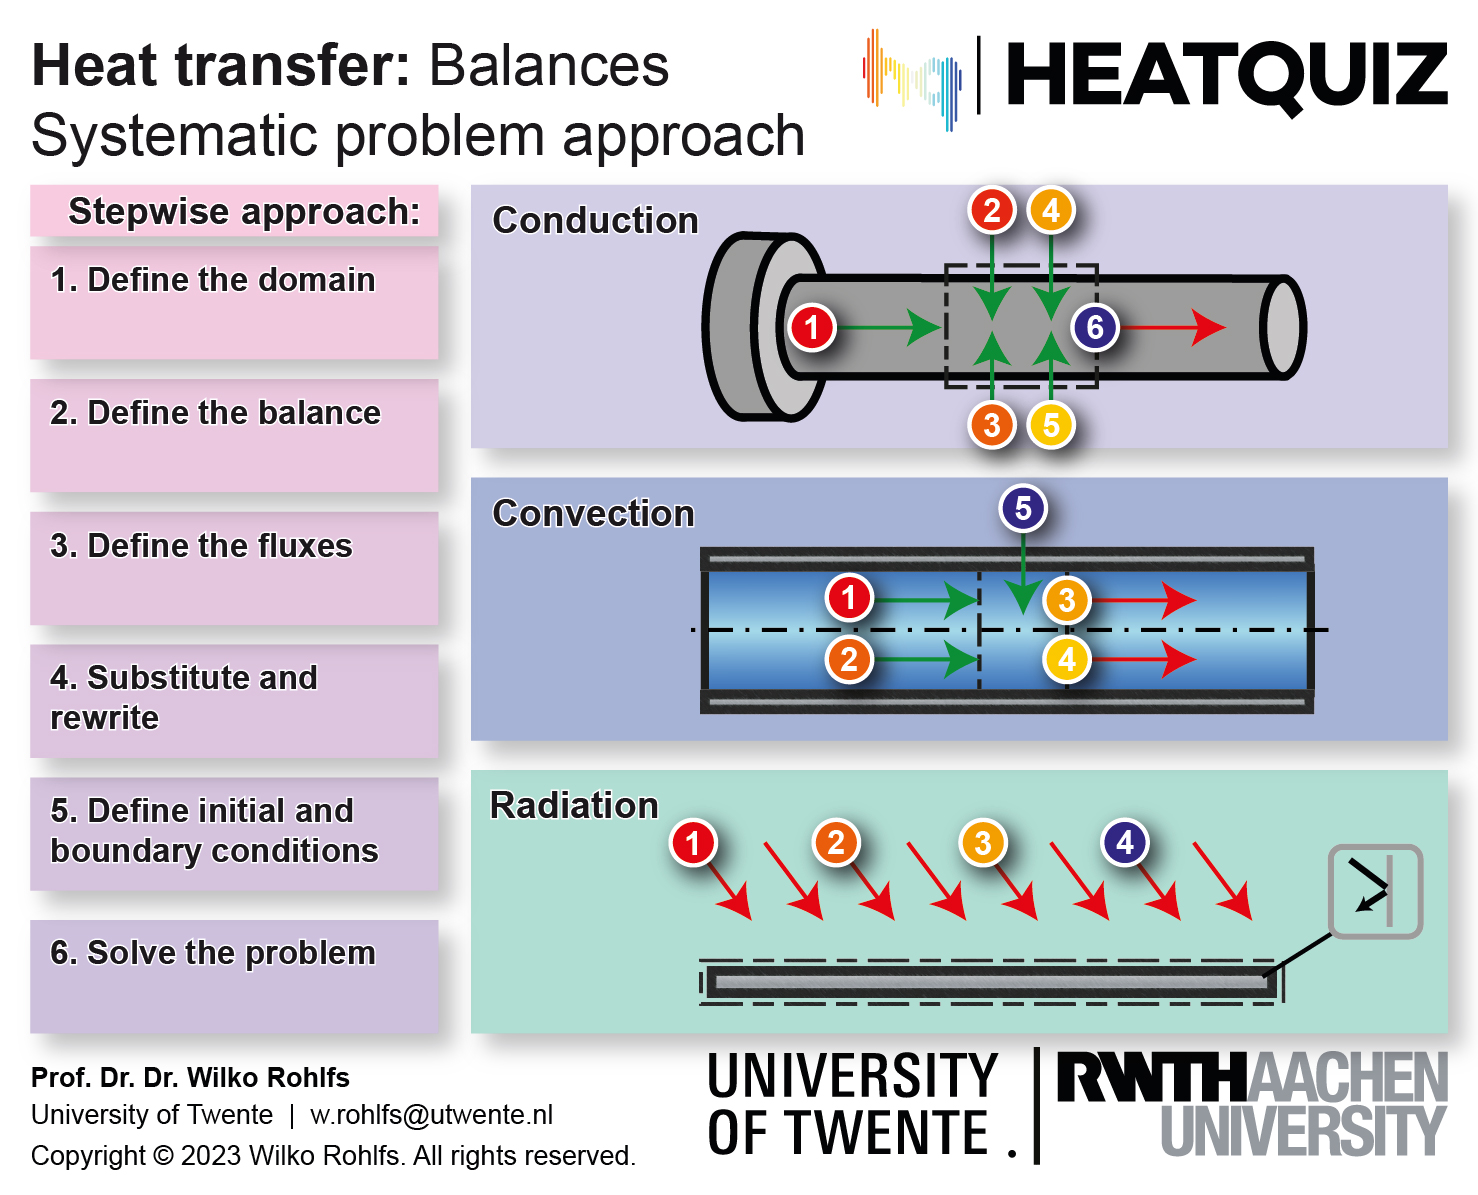 Heat transfer: Balances
Systematic problem approach
HEATQUIZ
Stepwise approach:
1. Define the domain
2. Define the balance
3. Define the fluxes
4. Substitute and
rewrite
5. Define initial and
boundary conditions
6. Solve the problem
Conduction
2 4
1 6
3 5
Convection
5
1 3
2 4
Radiation
1 2 3 4
Prof. Dr. Dr. Wilko Rohlfs
University of Twente | w.rohlfs@utwente.nl
Copyright © 2023 Wilko Rohlfs. All rights reserved.
UNIVERSITY
OF TWENTE.
RWTHAACHEN
UNIVERSITY